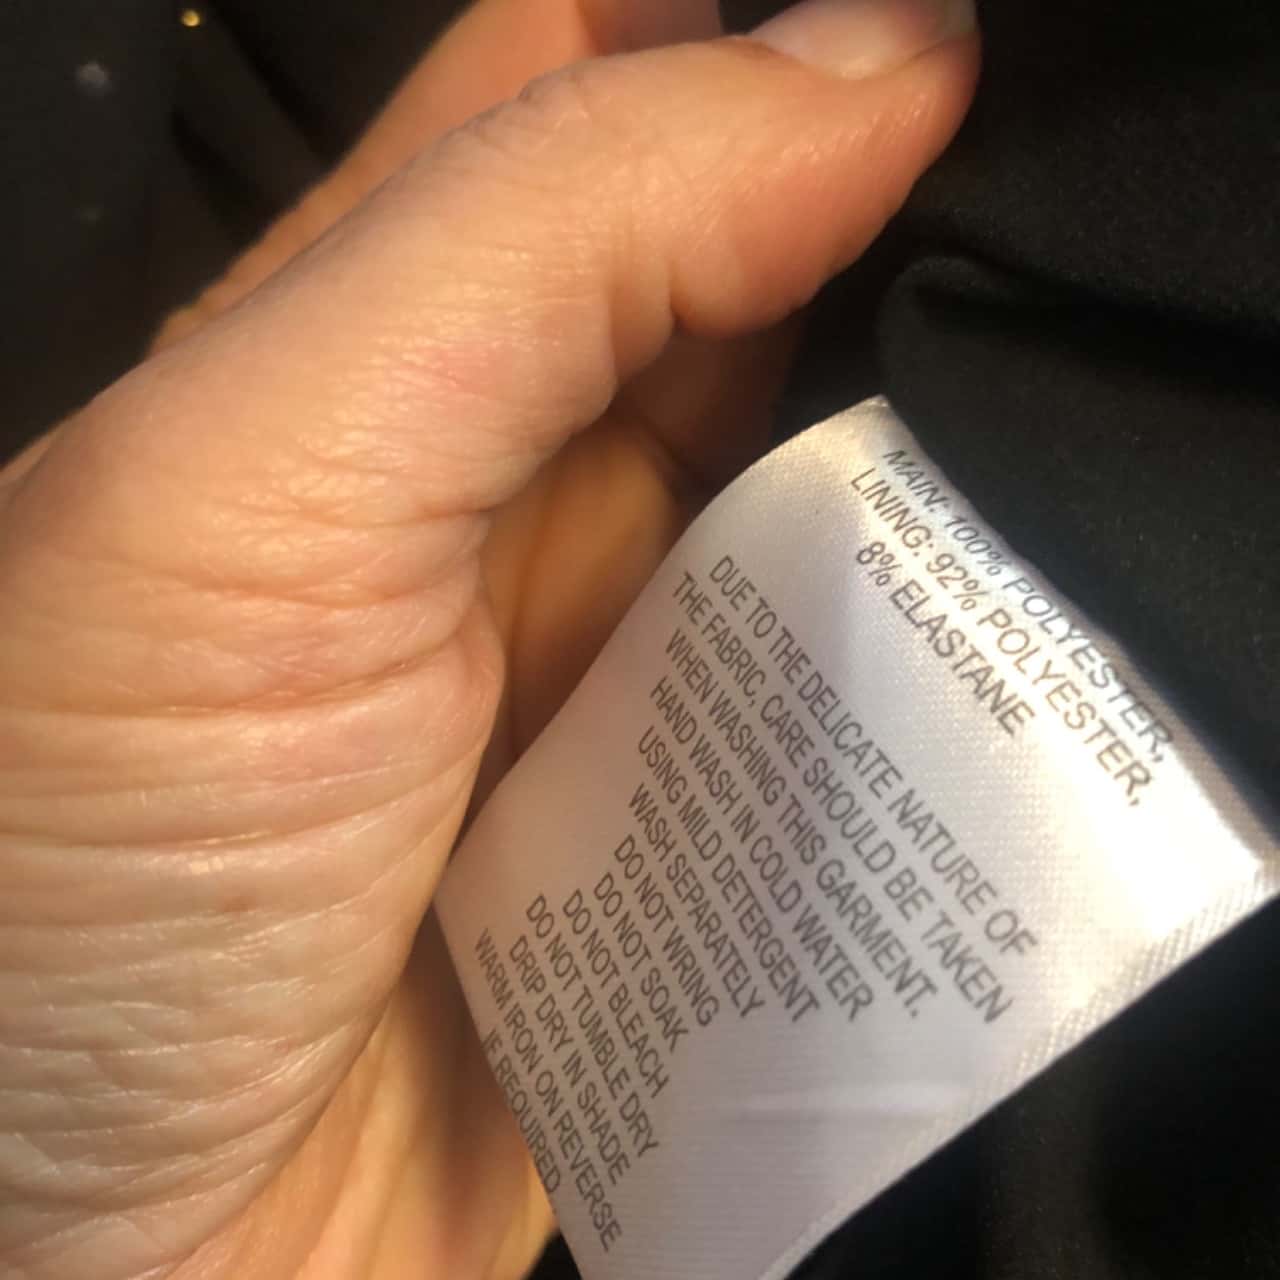 MAIN: 100% POLYESTER,
LINING: 92% POLYESTER,
8% ELASTANE
DUE TO THE DELICATE NATURE OF
THE FABRIC, CARE SHOULD BE TAKEN
WHEN WASHING THIS GARMENT.
HAND WASH IN COLD WATER
USING MILD DETERGENT
WASH SEPARATELY
DO NOT WRING
DO NOT SOAK
DO NOT BLEACH
DO NOT TUMBLE DRY
DRIP DRY IN SHADE
WARM IRON ON REVERSE
IF REQUIRED.